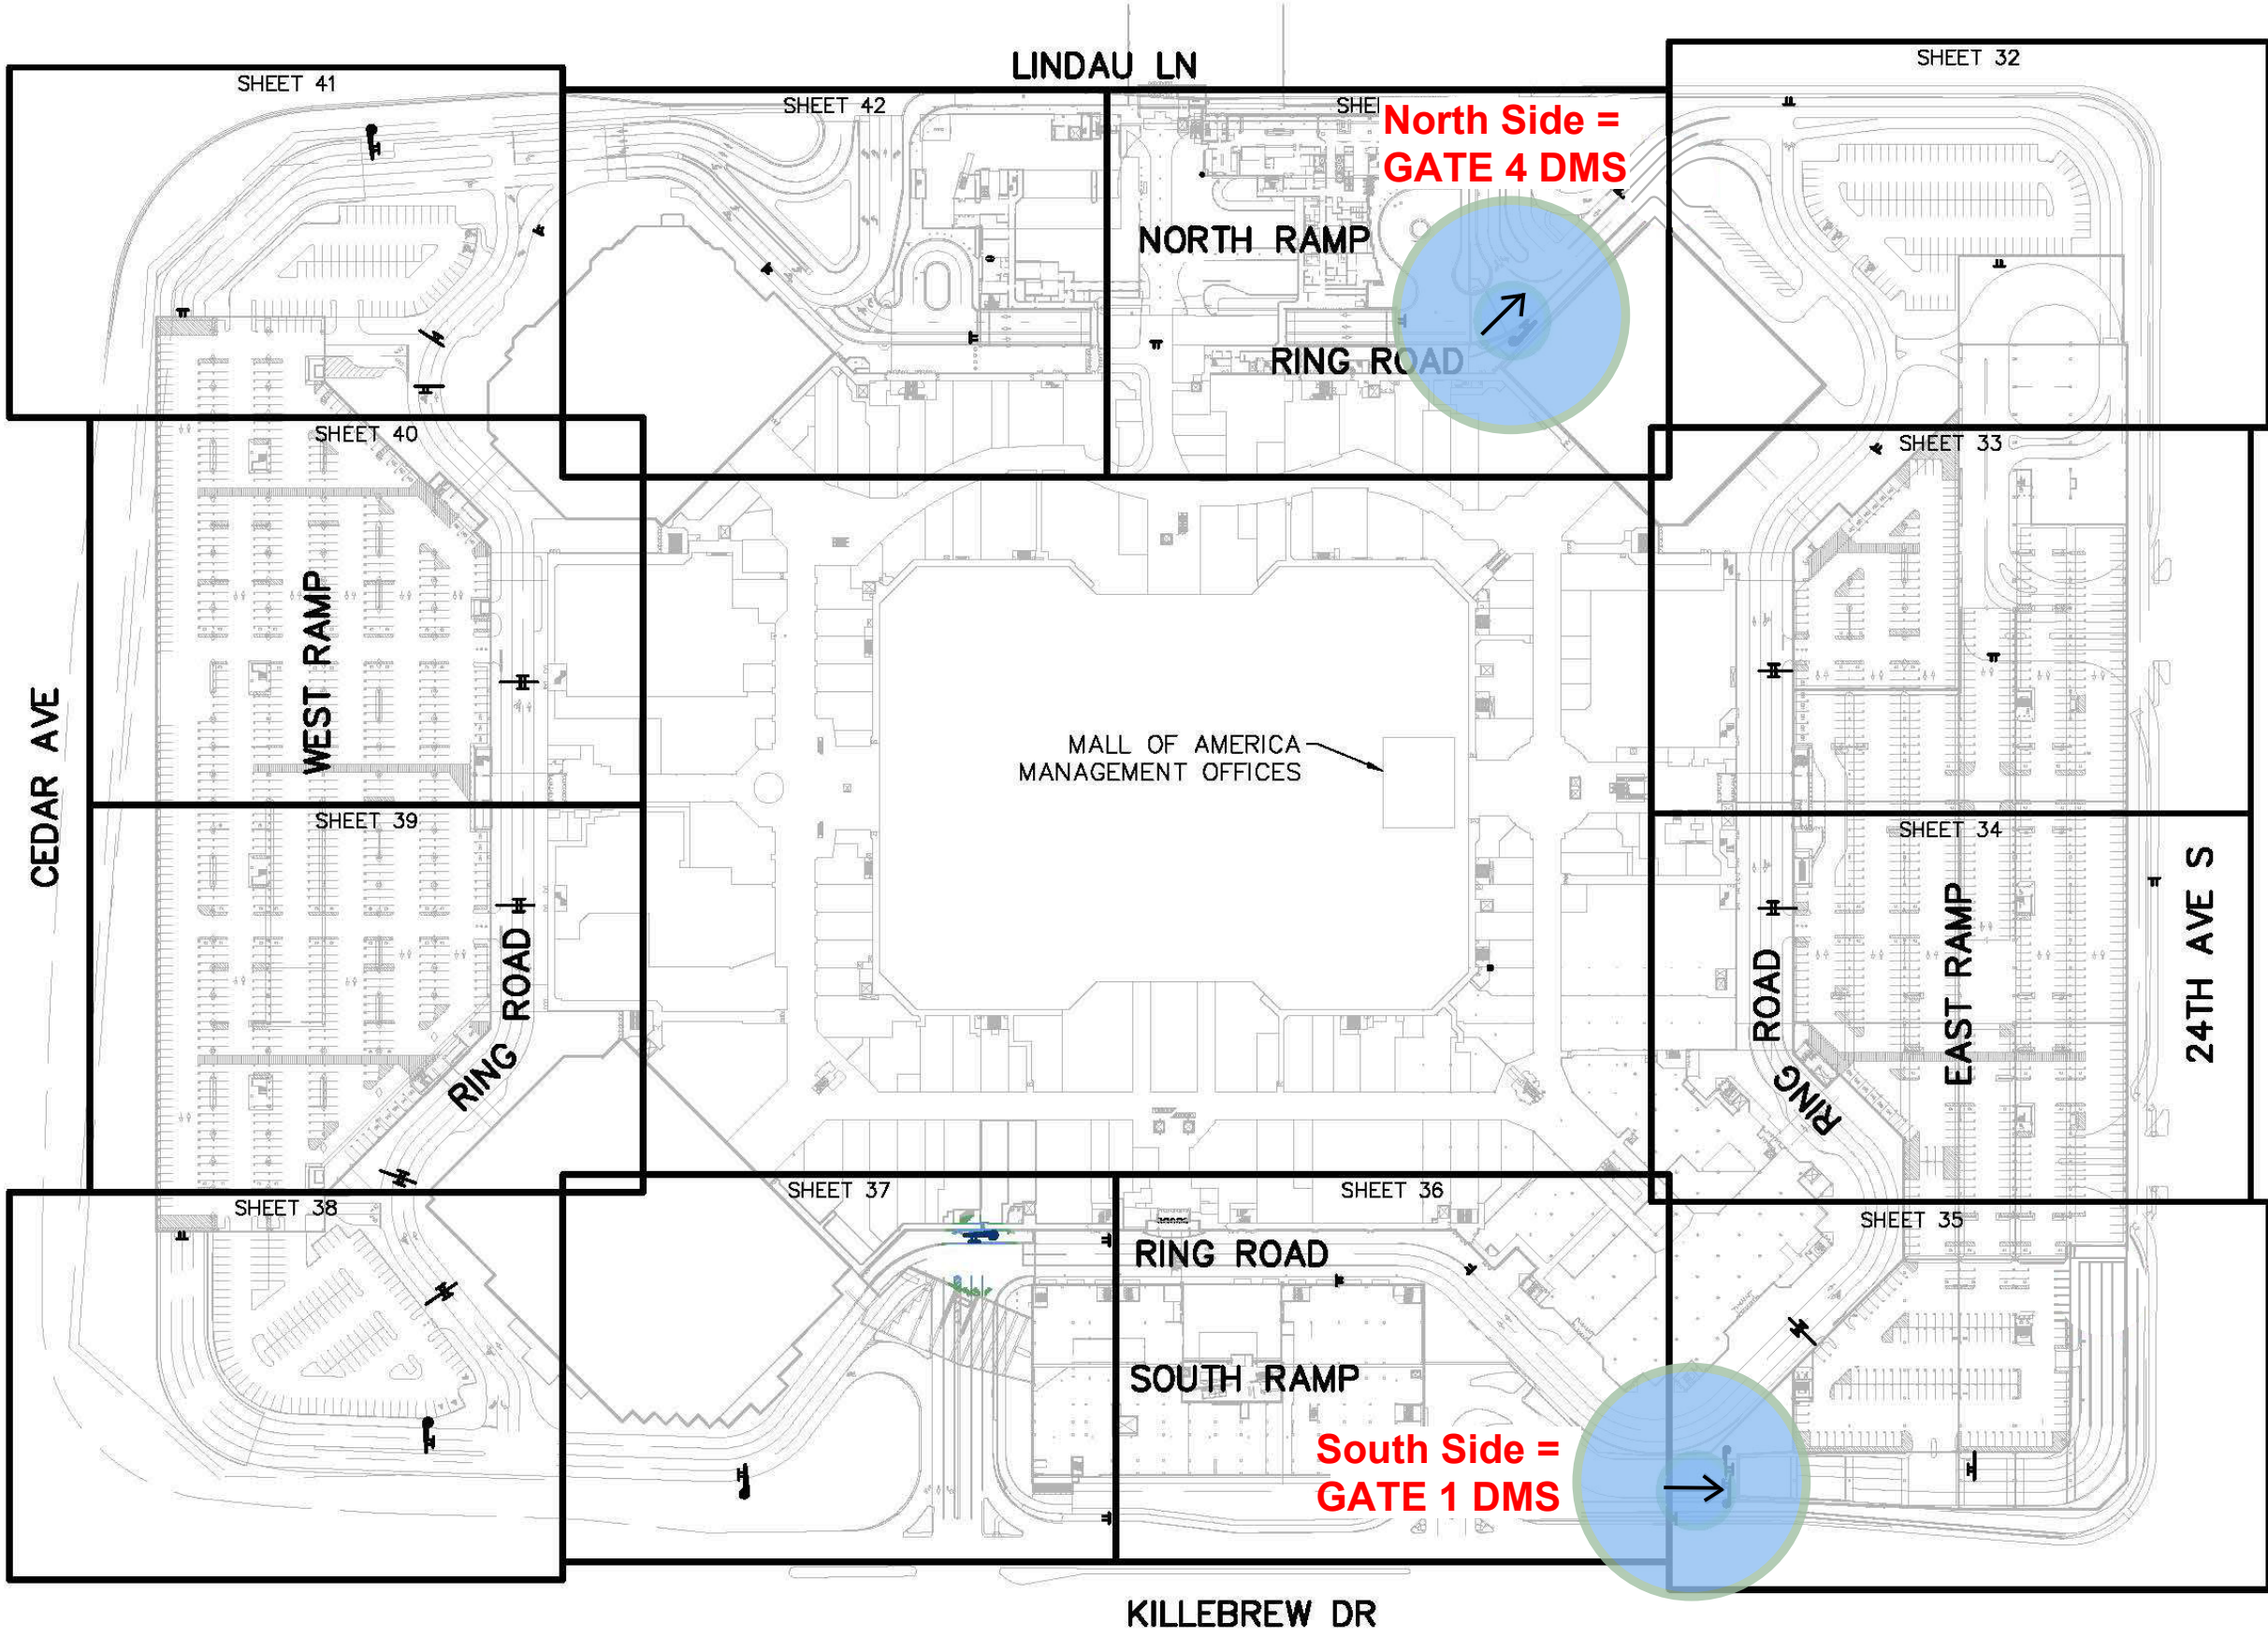 LINDAU LN
SHEET 32
SHEET 41
SHEET 42
North Side =
GATE 4 DMS
NORTH RAMP
RING ROAD
SHEET 40
SHEET 33
WEST RAMP
CEDAR AVE
MALL OF AMERICA
MANAGEMENT OFFICES
SHEET 39
SHEET 34
ROAD
RING
ROAD
RING
EAST RAMP
24TH AVE S
SHEET 38
SHEET 37
SHEET 36
SHEET 35
RING ROAD
SOUTH RAMP
South Side =
GATE 1 DMS
KILLEBREW DR